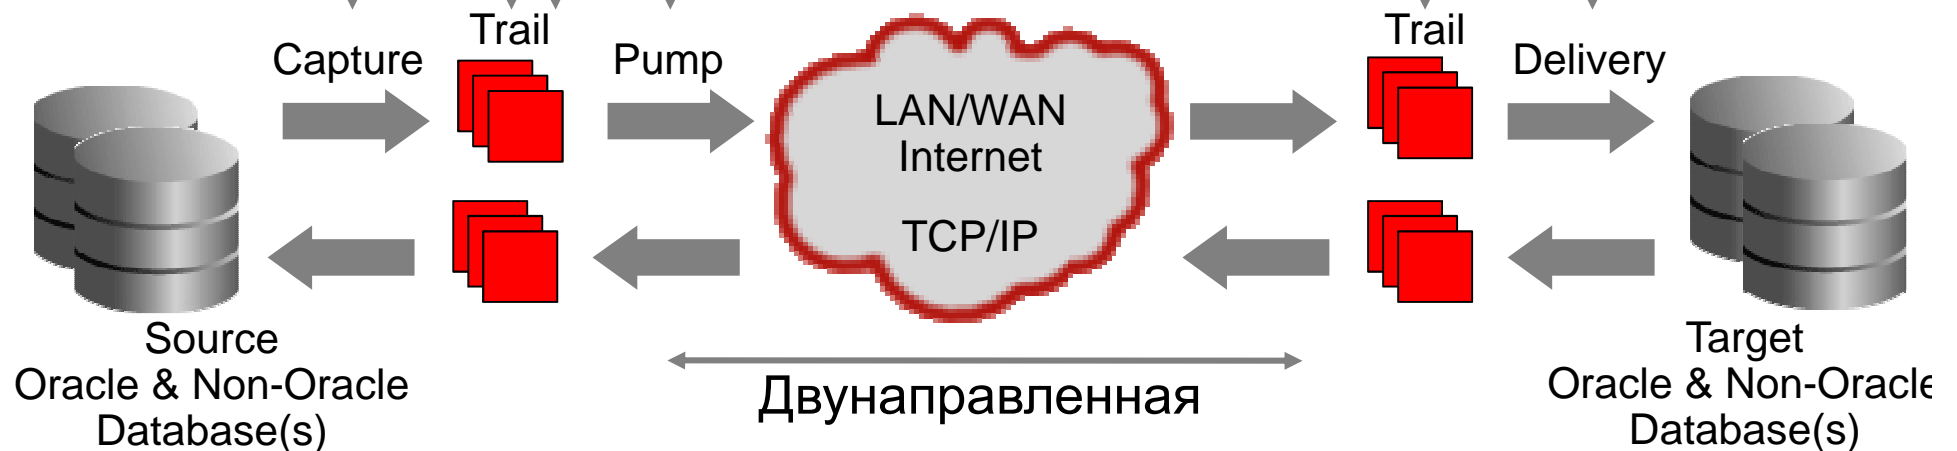 Trail
Trail
Capture
Pump
Delivery
LAN/WAN
Internet
TCP/IP
Source
Oracle & Non-Oracle
Database(s)
Двунаправленная
Target
Oracle & Non-Oracle
Database(s)